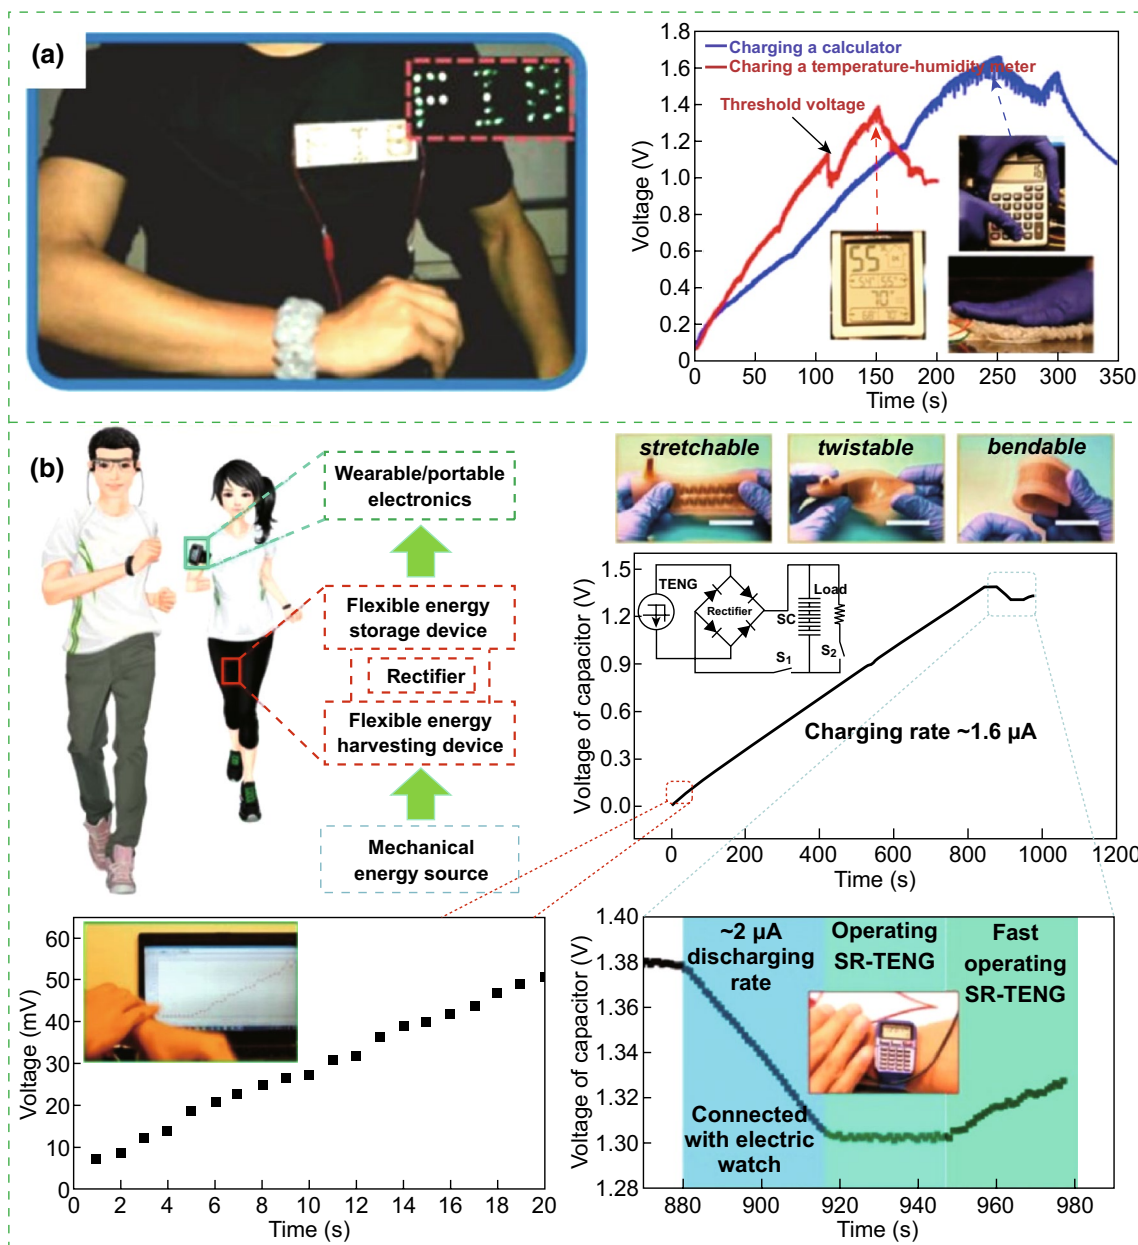 (a)
Charging a calculator
Charing a temperature-humidity meter
Threshold voltage
Voltage (V)
1.8
1.6
1.4
1.2
1.0
0.8
0.6
0.4
0.2
0
0 50 100 150 200 250 300 350
Time (s)
55
70
(b)
Wearable/portable
electronics
Flexible energy
storage device
Rectifier
Flexible energy
harvesting device
Mechanical
energy source
stretchable
twistable
bendable
Voltage of capacitor (V)
1.5
1.2
0.9
0.6
0.3
0.0
TENG
Rectifier
SC
Load
S1
S2
Charging rate ~1.6 μA
0 200 400 600 800 1000 1200
Time (s)
Voltage (mV)
60
50
40
30
20
10
0
0 2 4 6 8 10 12 14 16 18 20
Time (s)
Voltage of capacitor (V)
1.40
1.38
1.36
1.34
1.32
1.30
1.28
~2 μA
discharging
rate
Operating
SR-TENG
Fast
operating
SR-TENG
Connected
with electric
watch
880 900 920 940 960 980
Time (s)